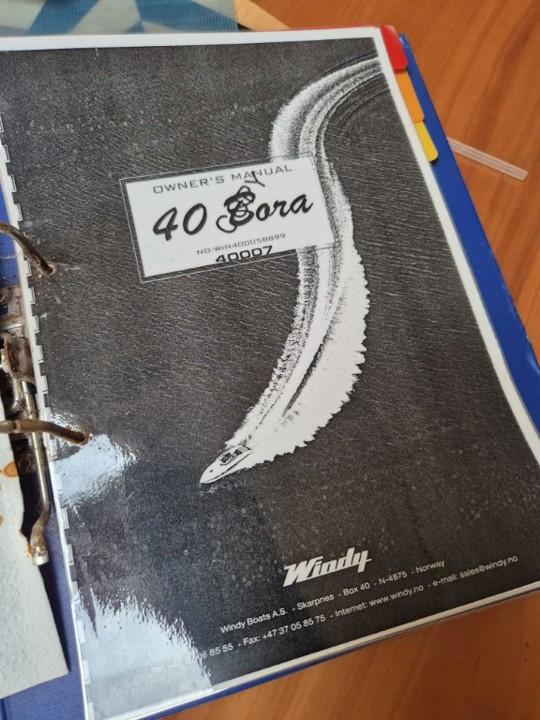 OWNER'S MANUAL
40 Bora
NO:WIN40005B899
40007
Windy
Windy Boats A.S. - Skarpnes - Box 40 - N-4875 - Norway
06 85 55 - Fax: +47 37 05 85 75 - Internet: www.windy.no - e-mail: sales@windy.no